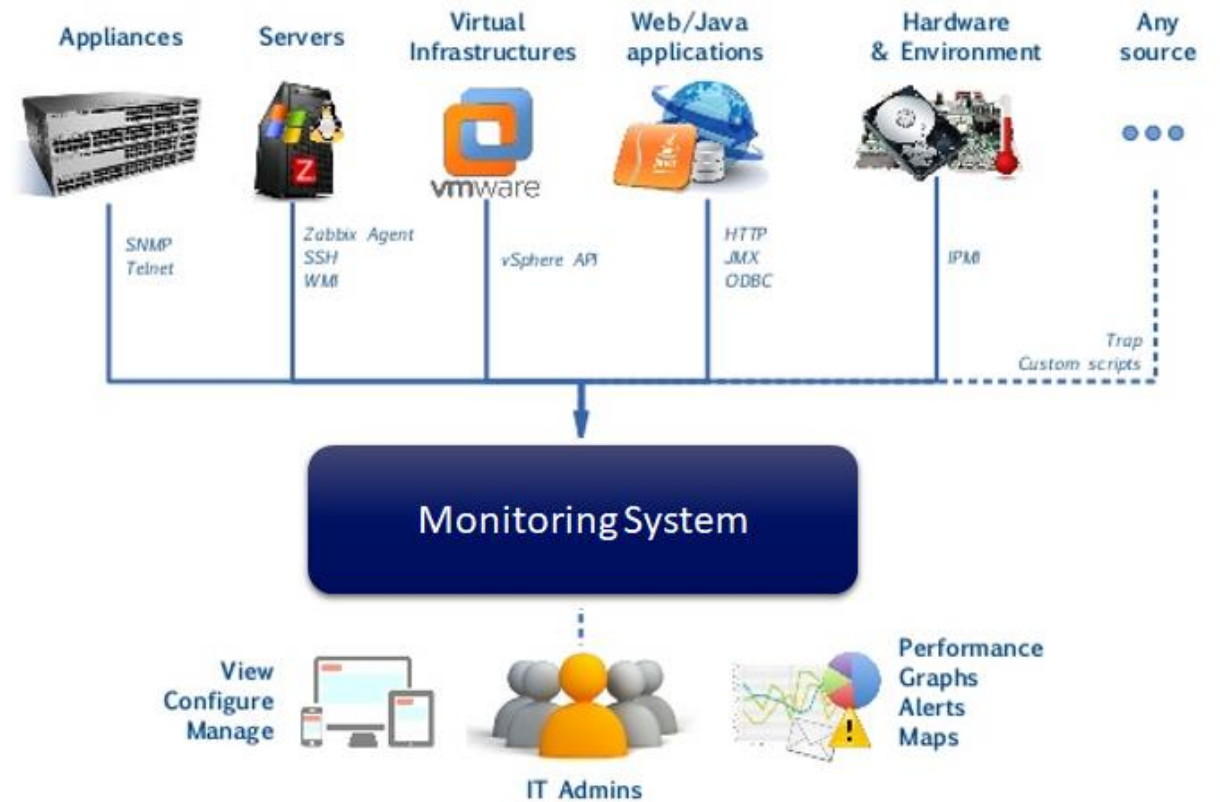 Appliances
Servers
Virtual
Infrastructures
Web/Java
applications
Hardware
& Environment
Any
source
Z
vmware
SNMP
Telnet
Zabbix Agent
SSH
WMI
vSphere API
HTTP
JMX
ODBC
IPMI
Trap
Custom scripts
Monitoring System
View
Configure
Manage
IT Admins
Performance
Graphs
Alerts
Maps